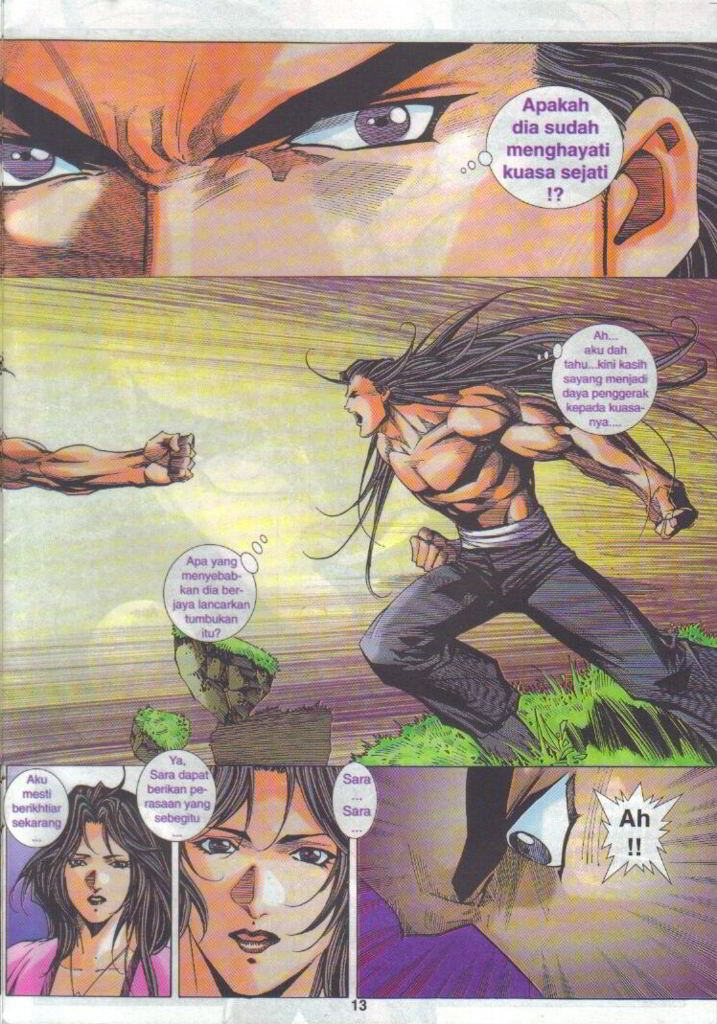 Apakah
dia sudah
menghayati
kuasa sejati
!?
Ah...
aku dah
tahu...kini kasih
sayang menjadi
daya penggerak
kepada kuasa-
nya....
Apa yang
menyebab-
kan dia ber-
jaya lancarkan
tumbukan
itu?
Aku
mesti
berikhtiar
sekarang
...
Ya,
Sara dapat
berikan pe-
rasaan yang
sebegitu
...
Sara
...
Sara
...
Ah
!!
13